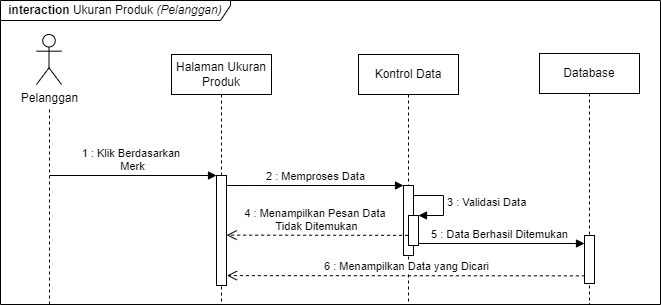 interaction Ukuran Produk (Pelanggan)
Pelanggan
Halaman Ukuran
Produk
Kontrol Data
Database
1 : Klik Berdasarkan
Merk
2 : Memproses Data
3 : Validasi Data
4 : Menampilkan Pesan Data
Tidak Ditemukan
5 : Data Berhasil Ditemukan
6 : Menampilkan Data yang Dicari